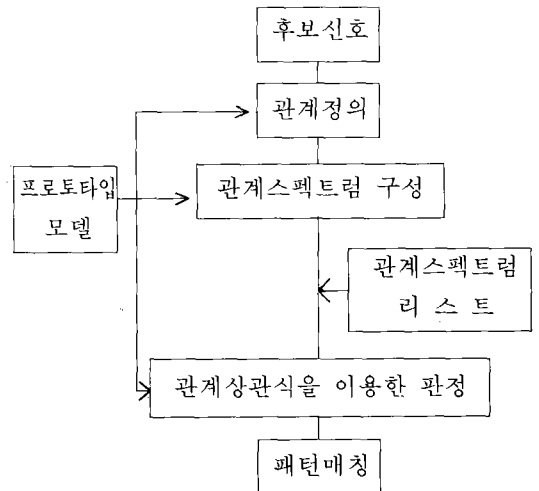 후보신호
관계정의
프로토타입
모델
관계스펙트럼 구성
관계스펙트럼
리 스 트
관계상관식을 이용한 판정
패턴매칭